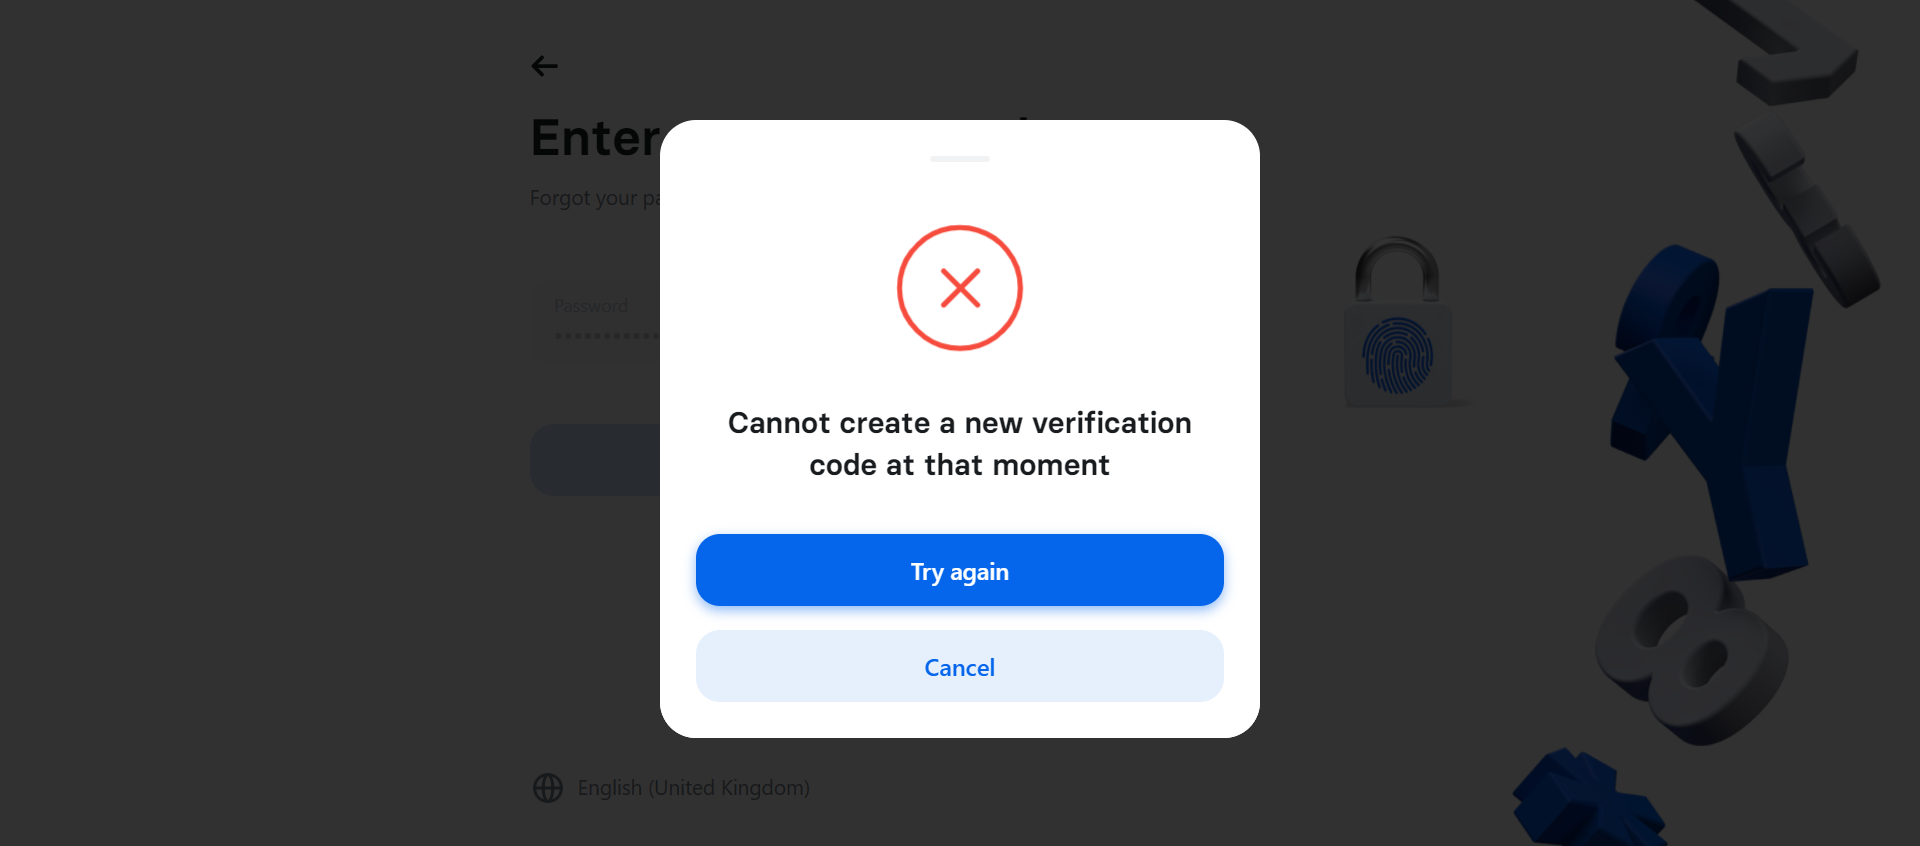 Enter
Forgot your pa
Password
Cannot create a new verification
code at that moment
Try again
Cancel
English (United Kingdom)